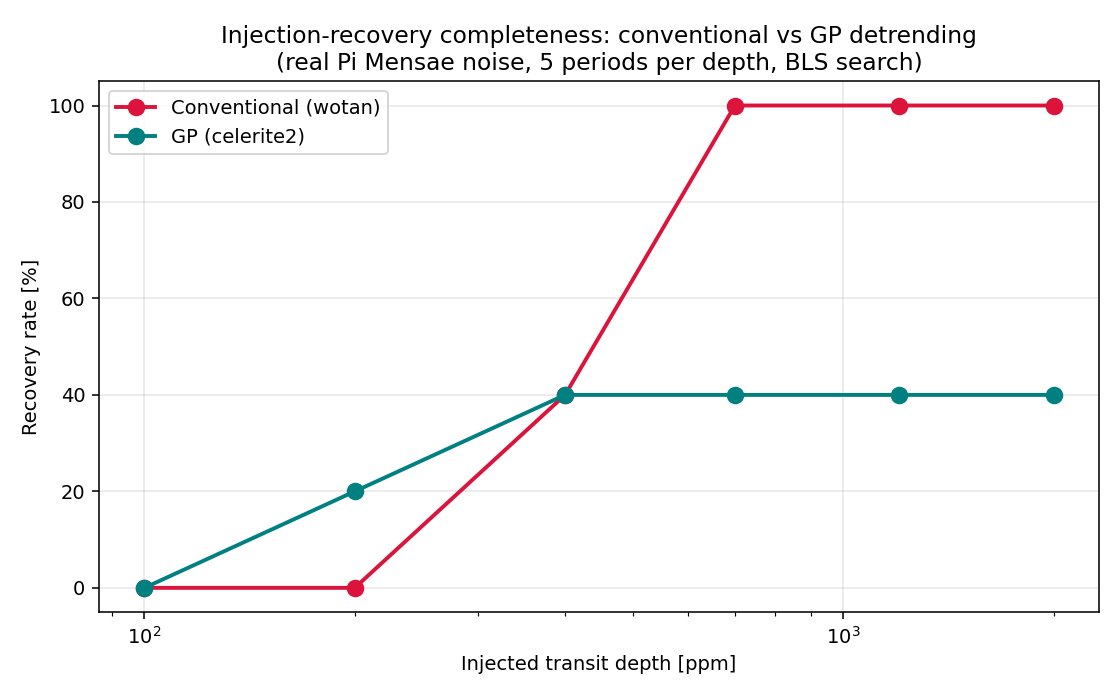 Injection-recovery completeness: conventional vs GP detrending
(real Pi Mensae noise, 5 periods per depth, BLS search)
Conventional (wotan)
GP (celerite2)
Recovery rate [%]
100
80
60
40
20
0
10²
10³
Injected transit depth [ppm]